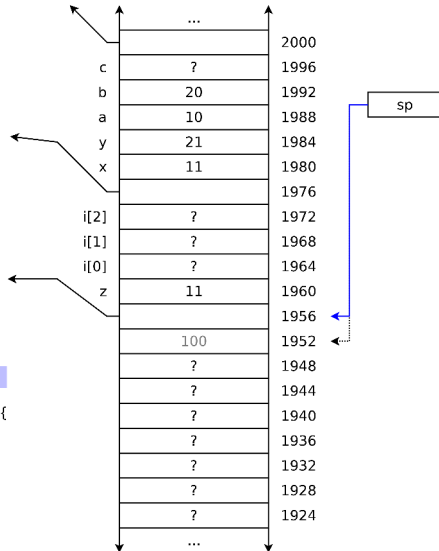 ...
2000
c ? 1996
b 20 1992
sp
a 10 1988
y 21 1984
x 11 1980
1976
i[2] ? 1972
i[1] ? 1968
i[0] ? 1964
z 11 1960
1956
100 1952
? 1948
? 1944
{ ? 1940
? 1936
? 1932
? 1928
? 1924
...